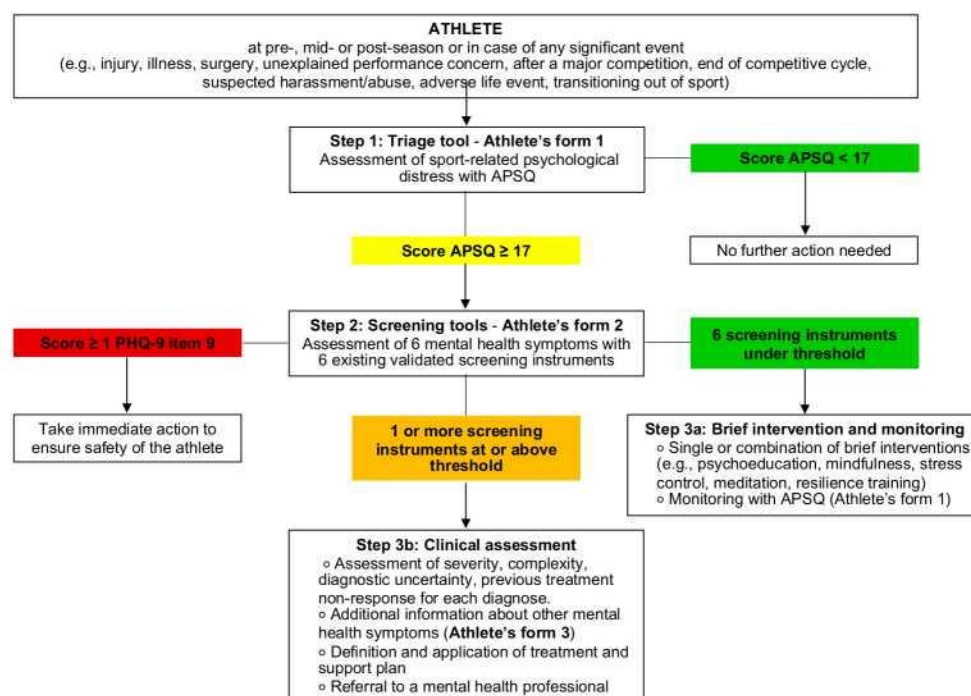 ATHLETE
at pre-, mid- or post-season or in case of any significant event
(e.g., injury, illness, surgery, unexplained performance concern, after a major competition, end of competitive cycle,
suspected harassment/abuse, adverse life event, transitioning out of sport)
Step 1: Triage tool - Athlete's form 1
Assessment of sport-related psychological
distress with APSQ
Score APSQ < 17
No further action needed
Score APSQ ≥ 17
Step 2: Screening tools - Athlete's form 2
Assessment of 6 mental health symptoms with
6 existing validated screening instruments
Score ≥ 1 PHQ-9 item 9
Take immediate action to
ensure safety of the athlete
6 screening instruments
under threshold
Step 3a: Brief intervention and monitoring
○ Single or combination of brief interventions
(e.g., psychoeducation, mindfulness, stress
control, meditation, resilience training)
○ Monitoring with APSQ (Athlete's form 1)
1 or more screening
instruments at or above
threshold
Step 3b: Clinical assessment
○ Assessment of severity, complexity,
diagnostic uncertainty, previous treatment
non-response for each diagnose.
○ Additional information about other mental
health symptoms (Athlete's form 3)
○ Definition and application of treatment and
support plan
○ Referral to a mental health professional